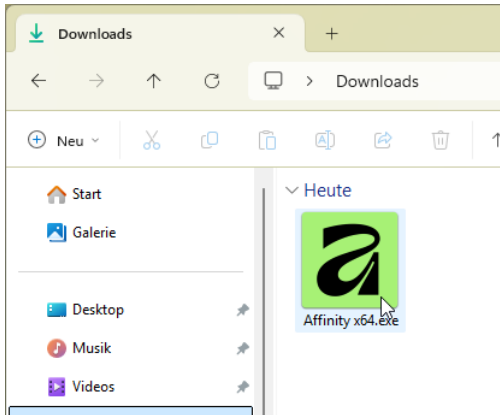 Downloads
Downloads
Neu
Start
Heute
Galerie
Affinity x64.exe
Desktop
Musik
Videos